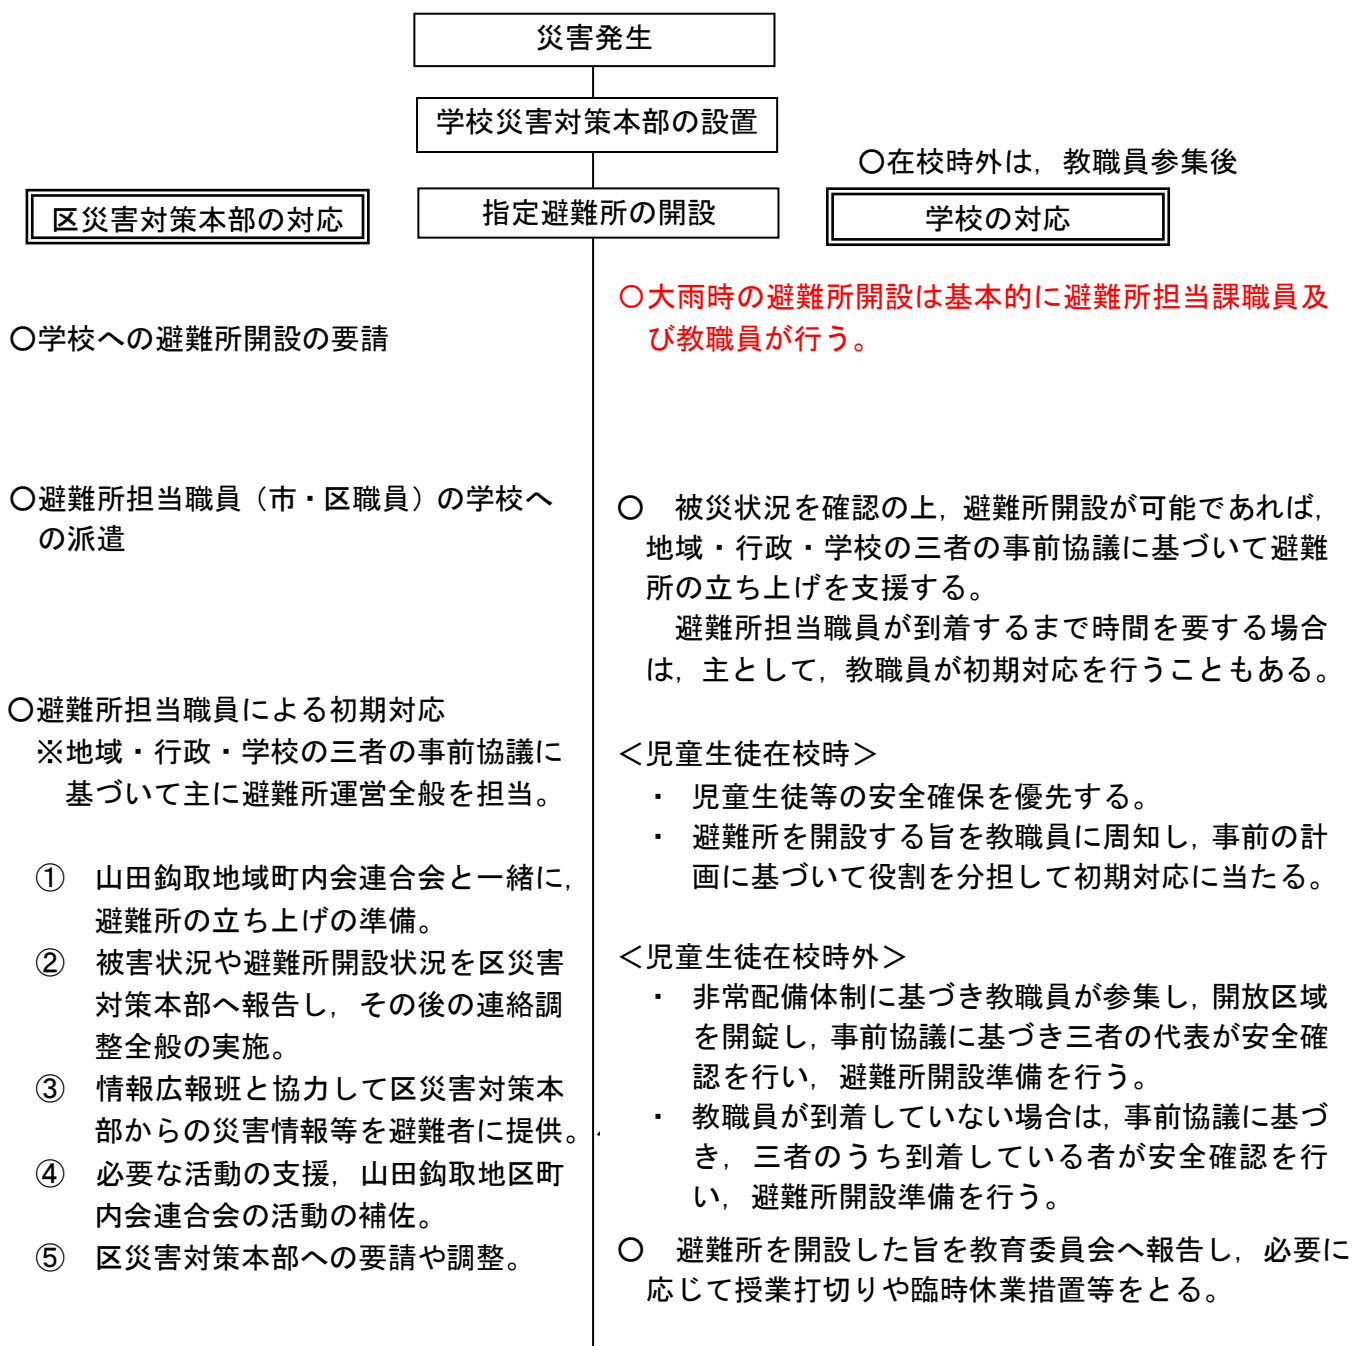 災害発生
学校災害対策本部の設置
〇在校時外は，教職員参集後
区災害対策本部の対応
指定避難所の開設
学校の対応
〇学校への避難所開設の要請
〇避難所担当職員（市・区職員）の学校へ
の派遣
〇避難所担当職員による初期対応
※地域・行政・学校の三者の事前協議に
基づいて主に避難所運営全般を担当。
① 山田鈎取地域町内会連合会と一緒に，
避難所の立ち上げの準備。
② 被害状況や避難所開設状況を区災害
対策本部へ報告し，その後の連絡調
整全般の実施。
③ 情報広報班と協力して区災害対策本
部からの災害情報等を避難者に提供。
④ 必要な活動の支援，山田鈎取地区町
内会連合会の活動の補佐。
⑤ 区災害対策本部への要請や調整。
〇大雨時の避難所開設は基本的に避難所担当課職員及
び教職員が行う。
〇 被災状況を確認の上，避難所開設が可能であれば，
地域・行政・学校の三者の事前協議に基づいて避難
所の立ち上げを支援する。
避難所担当職員が到着するまで時間を要する場合
は，主として，教職員が初期対応を行うこともある。
＜児童生徒在校時＞
・ 児童生徒等の安全確保を優先する。
・ 避難所を開設する旨を教職員に周知し，事前の計
画に基づいて役割を分担して初期対応に当たる。
＜児童生徒在校時外＞
・ 非常配備体制に基づき教職員が参集し，開放区域
を開錠し，事前協議に基づき三者の代表が安全確
認を行い，避難所開設準備を行う。
・ 教職員が到着していない場合は，事前協議に基づ
き，三者のうち到着している者が安全確認を行
い，避難所開設準備を行う。
〇 避難所を開設した旨を教育委員会へ報告し，必要に
応じて授業打切りや臨時休業措置等をとる。